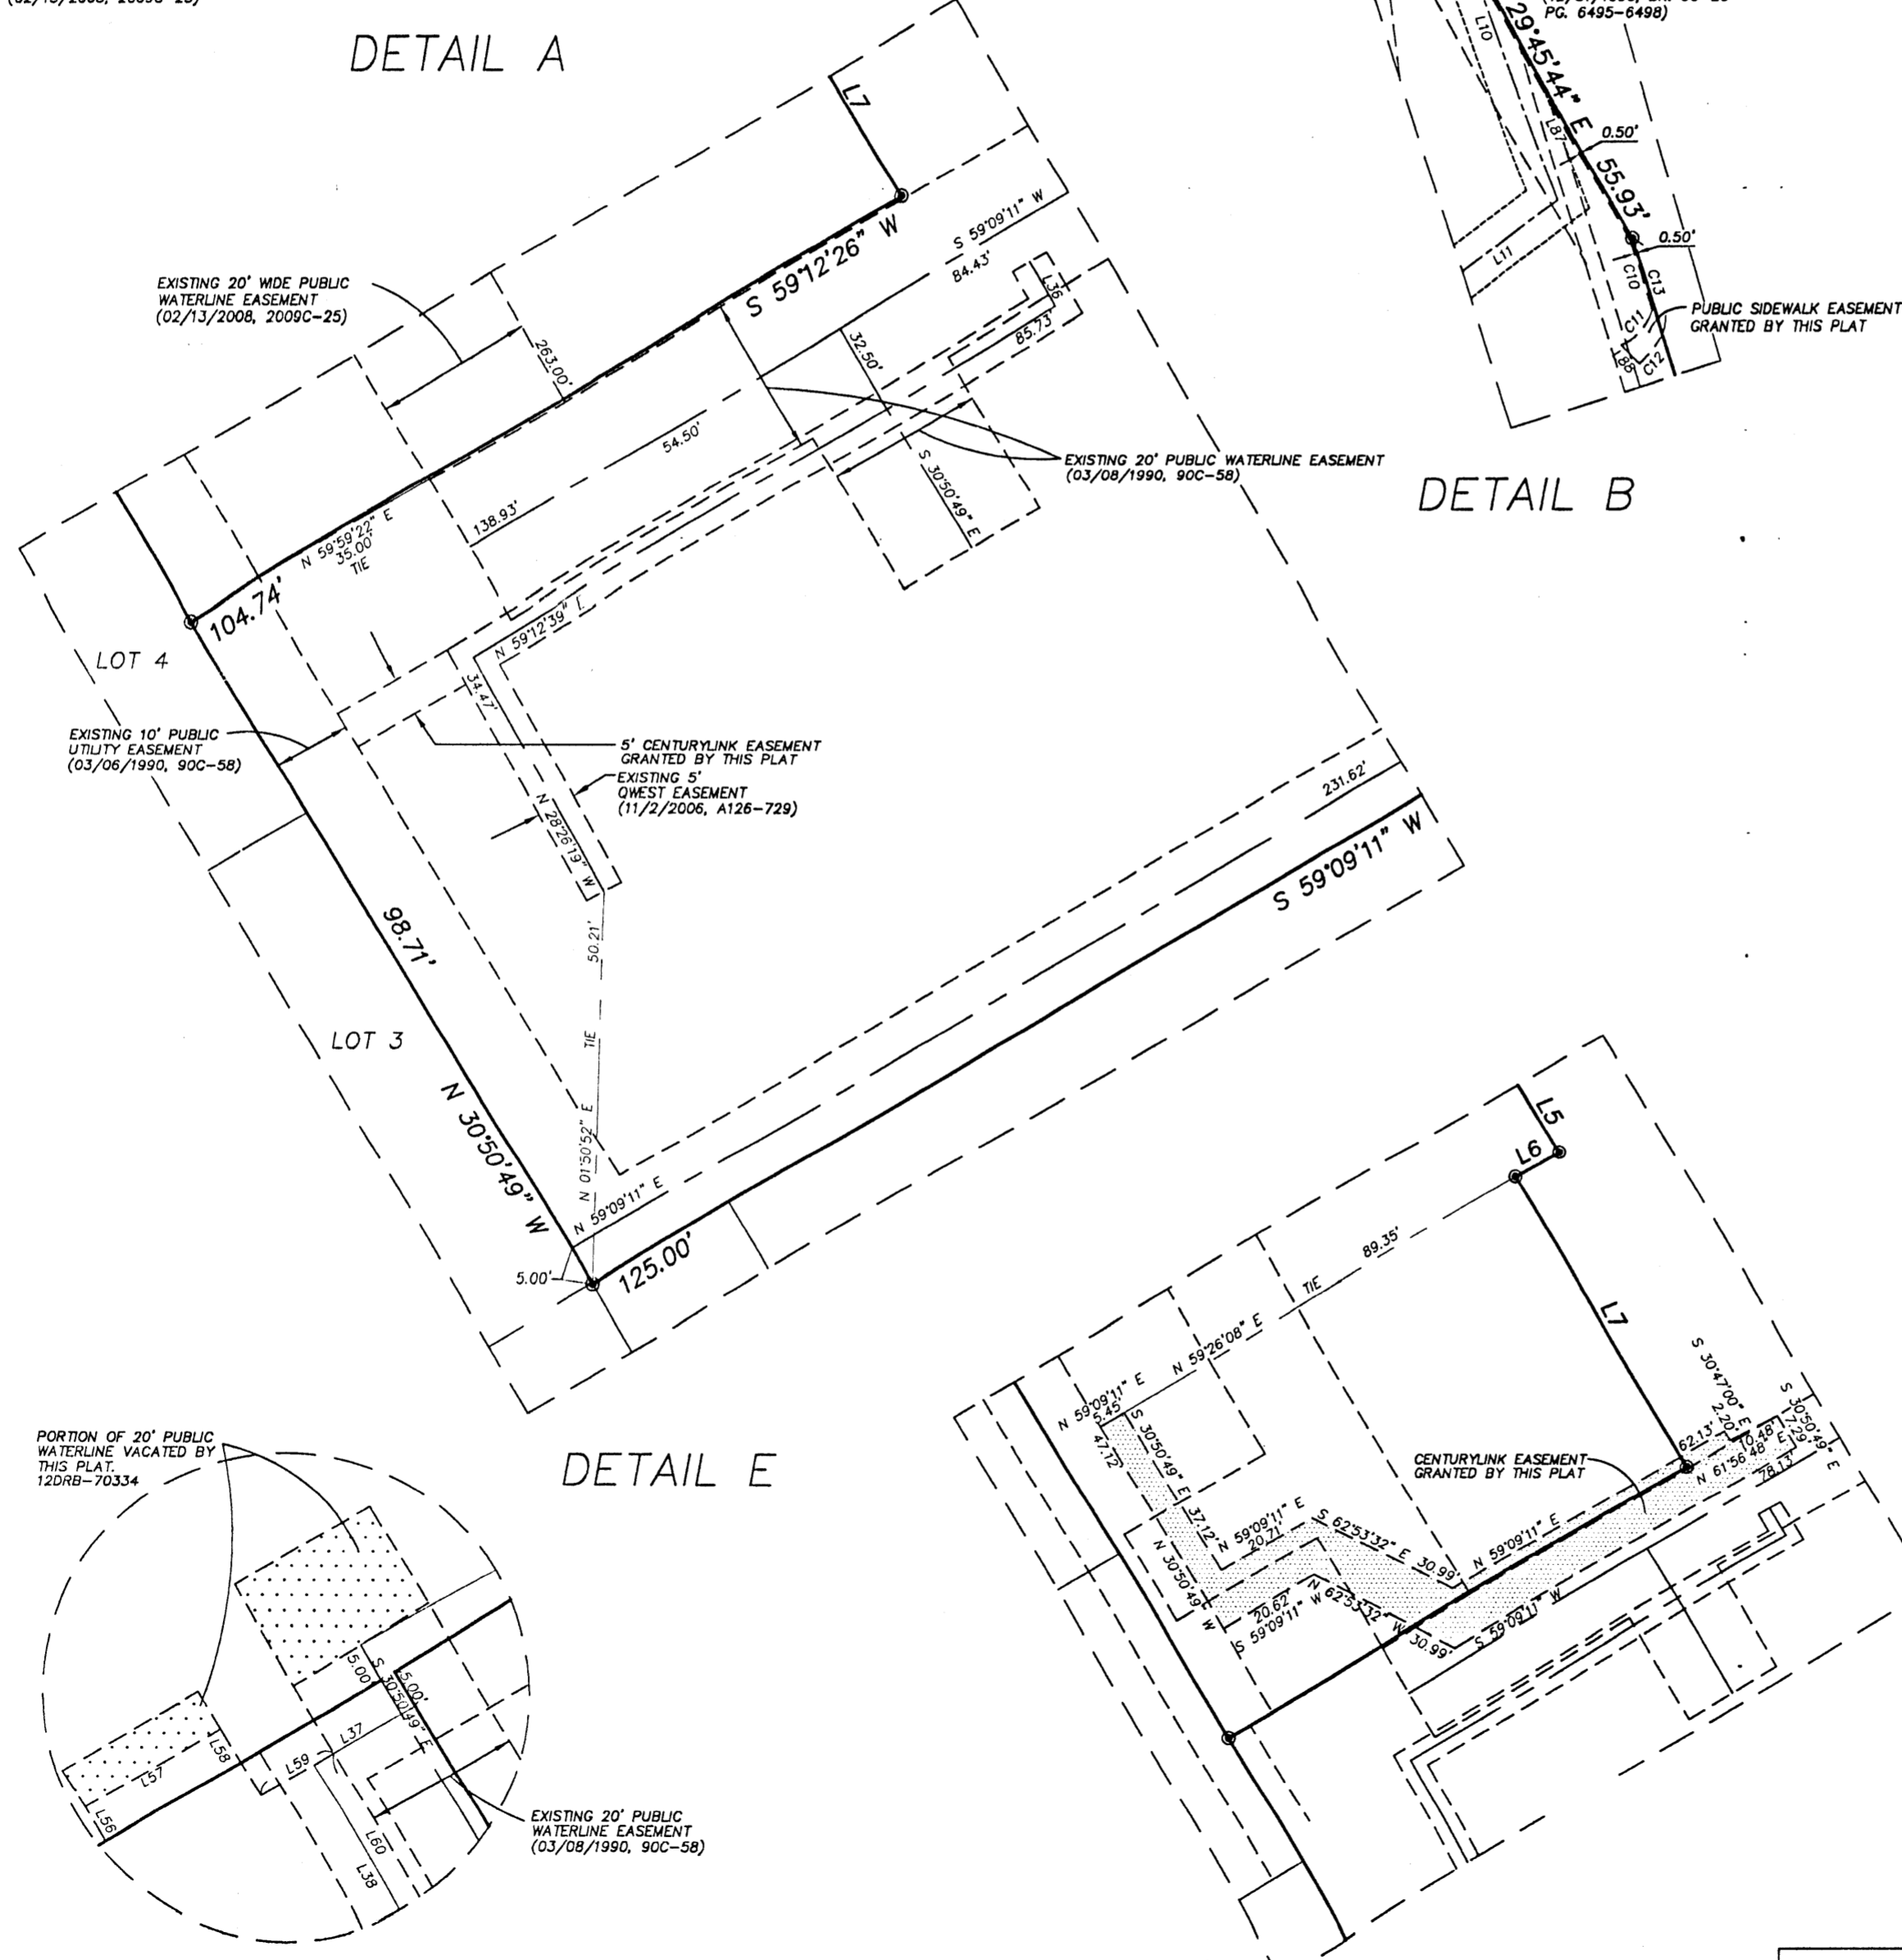 DETAIL A
L7
EXISTING 20' WIDE PUBLIC
WATERLINE EASEMENT
(02/13/2008, 2009C-25)
263.00'
S 59°12'26" W
S 59°09'11" W
84.43'
L36
85.73'
32.50'
54.50'
138.93'
S 30°50'49" E
EXISTING 20' PUBLIC WATERLINE EASEMENT
(03/08/1990, 90C-58)
N 59°59'22" E
35.00'
TIE
104.74'
LOT 4
N 59°12'39"
34.47'
EXISTING 10' PUBLIC
UTILITY EASEMENT
(03/06/1990, 90C-58)
5' CENTURYLINK EASEMENT
GRANTED BY THIS PLAT
EXISTING 5'
QWEST EASEMENT
(11/2/2006, A126-729)
N 28°26'19" W
231.62'
S 59°09'11" W
98.71'
50.21'
TIE
N 01°50'52" E
LOT 3
N 30°50'49" W
N 59°09'11" E
5.00'
125.00'
PG. 6495-6498)
L10
29°45'44" E
L87
0.50'
55.93'
0.50'
L11
C10
C13
C11
PUBLIC SIDEWALK EASEMENT
GRANTED BY THIS PLAT
L88
C12
DETAIL B
L5
L6
89.35'
TIE
N 59°26'08" E
L7
N 59°09'11" E
5.45'
47.72'
S 30°50'49" E
37.12'
N 59°09'11" E
20.71'
S 62°53'32" E 30.99'
N 59°09'11" E
CENTURYLINK EASEMENT
GRANTED BY THIS PLAT
62.13'
S 30°47'00" E
2.20'
10.48'
N 61°56'48" E
S 30°50'49" E
7.29'
78.13'
N 30°50'49" W
20.62'
S 59°09'11" W
N 62°53'32" W 30.99'
S 59°09'11" W
PORTION OF 20' PUBLIC
WATERLINE VACATED BY
THIS PLAT.
12DRB-70334
DETAIL E
5.00'
S 30°50'49" E
5.00'
L37
L58
L59
L57
L56
L60
L38
EXISTING 20' PUBLIC
WATERLINE EASEMENT
(03/08/1990, 90C-58)